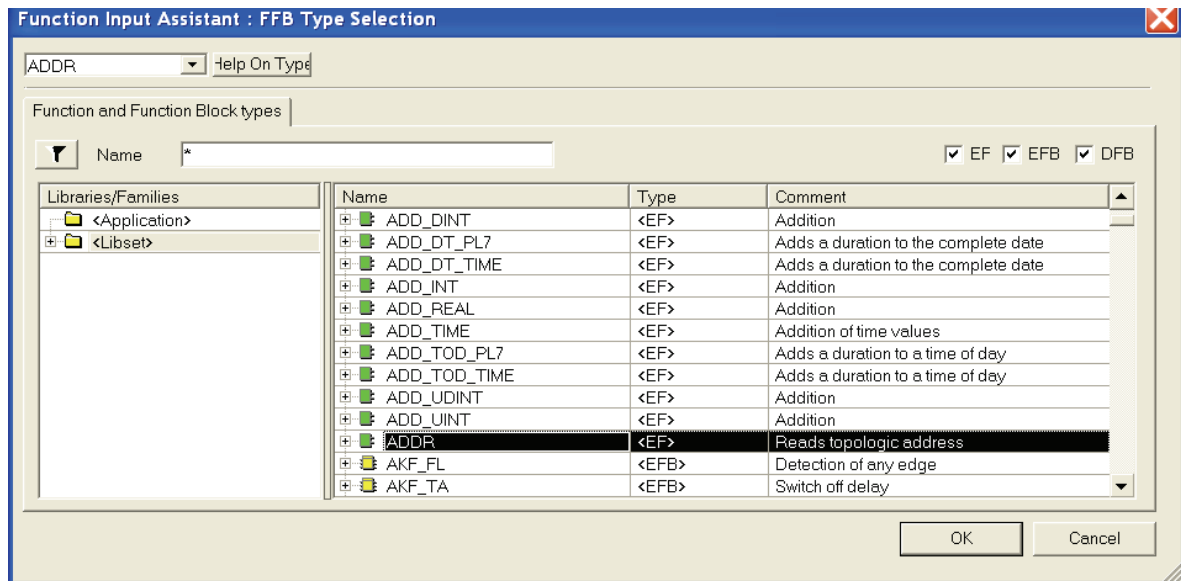 Function Input Assistant : FFB Type Selection
ADDR Help On Type
Function and Function Block types
Name * EF EFB DFB
Libraries/Families Name Type Comment
<Application> ADD_DINT <EF> Addition
<Libset> ADD_DT_PL7 <EF> Adds a duration to the complete date
ADD_DT_TIME <EF> Adds a duration to the complete date
ADD_INT <EF> Addition
ADD_REAL <EF> Addition
ADD_TIME <EF> Addition of time values
ADD_TOD_PL7 <EF> Adds a duration to a time of day
ADD_TOD_TIME <EF> Adds a duration to a time of day
ADD_UDINT <EF> Addition
ADD_UINT <EF> Addition
ADDR <EF> Reads topologic address
AKF_FL <EFB> Detection of any edge
AKF_TA <EFB> Switch off delay
OK Cancel